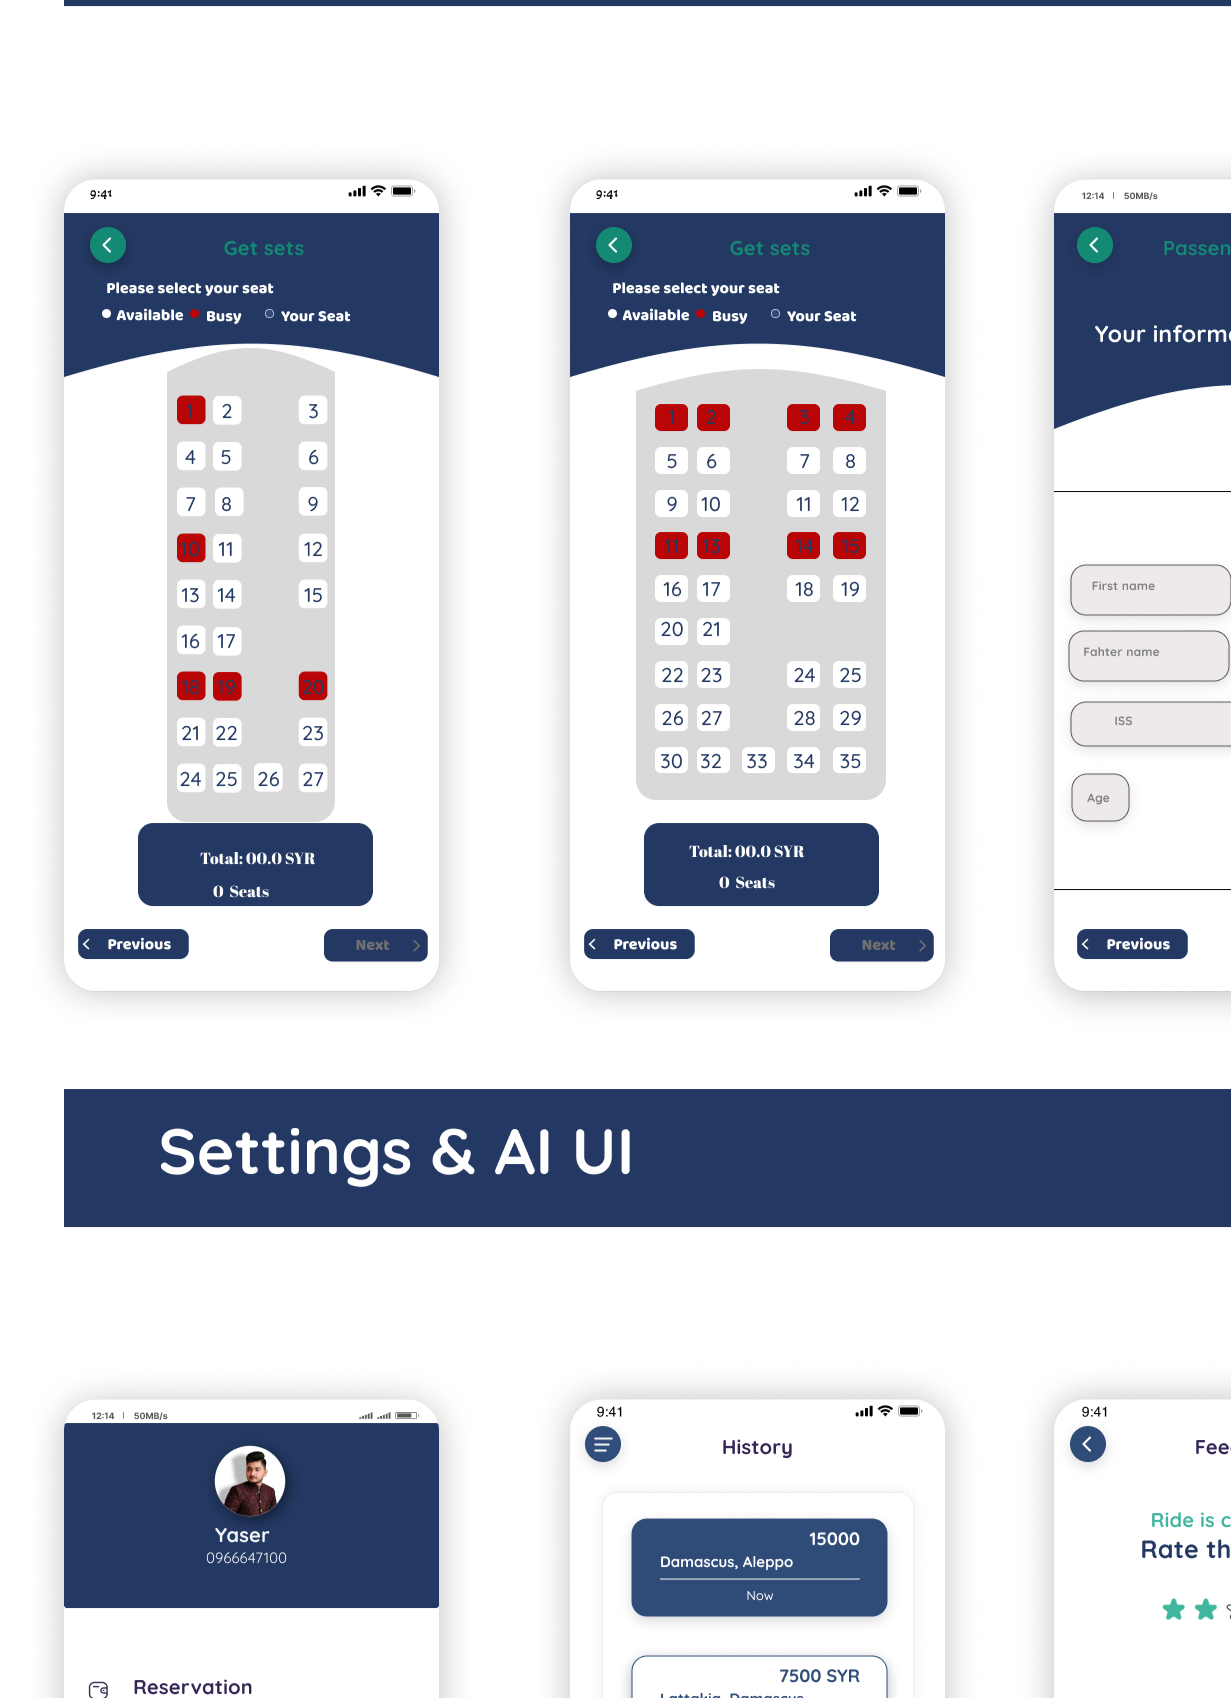 9:41
Get sets
Please select your seat
Available Busy Your Seat
1 2 3
4 5 6
7 8 9
10 11 12
13 14 15
16 17
18 19 20
21 22 23
24 25 26 27
Total: 00.0 SYR
0 Seats
Previous Next
9:41
Get sets
Please select your seat
Available Busy Your Seat
1 2 3 4
5 6 7 8
9 10 11 12
11 13 14 15
16 17 18 19
20 21
22 23 24 25
26 27 28 29
30 32 33 34 35
Total: 00.0 SYR
0 Seats
Previous Next
12:14 | 50MB/s
Passen
Your inform
First name
Fahter name
ISS
Age
Previous
Settings & AI UI
12:14 | 50MB/s
Yaser
0966647100
Reservation
9:41
History
15000
Damascus, Aleppo
Now
7500 SYR
Lattakia, Damascus
9:41
Fee
Ride is c
Rate th